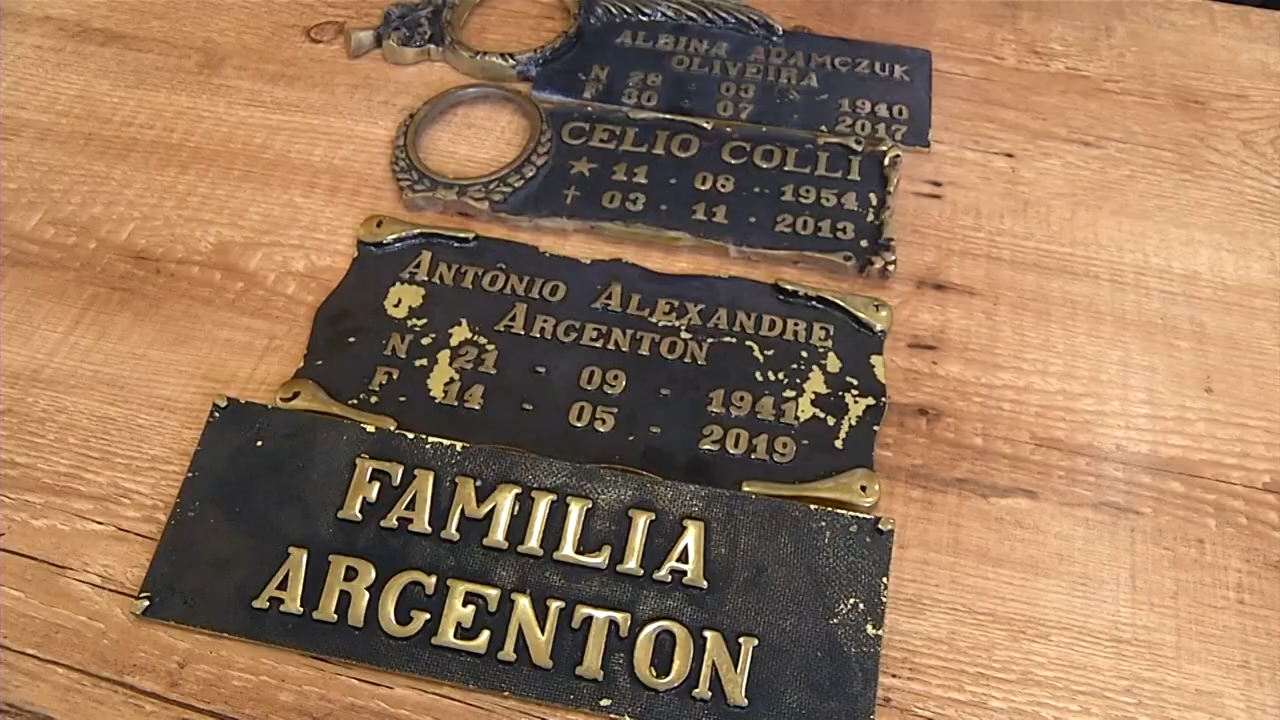 ALBINA ADAMCZUK
OLIVEIRA
N 28 03 1940
F 30 07 2017
CELIO COLLI
★ 11 · 08 · 1954
† 03 · 11 · 2013
ANTÔNIO ALEXANDRE
ARGENTON
N 21 - 09 - 1941
F 14 - 05 - 2019
FAMILIA
ARGENTON